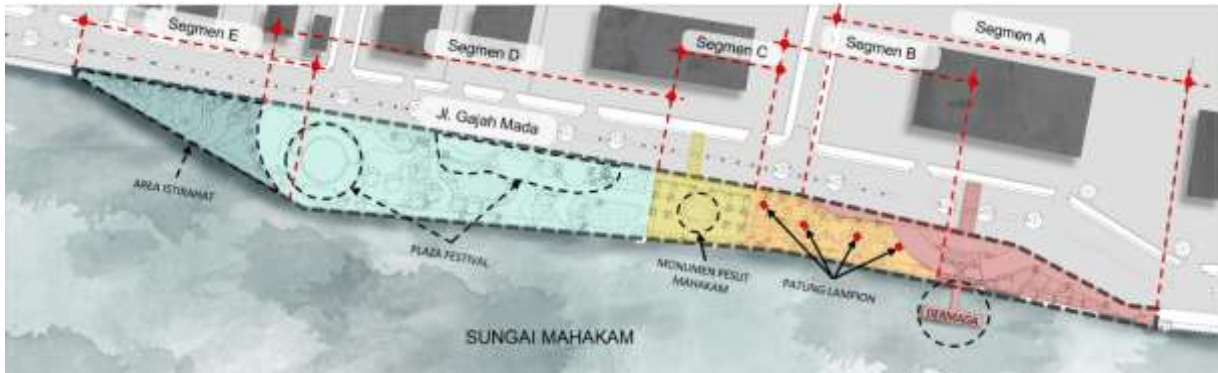 Segmen E
Segmen D
Segmen C
Segmen B
Segmen A
Jl. Gajah Mada
AREA ISTIRAHAT
PLAZA FESTIVAL
MONUMEN PESUT
MAHAKAM
PATUNG LAMPION
DERMAGA
SUNGAI MAHAKAM